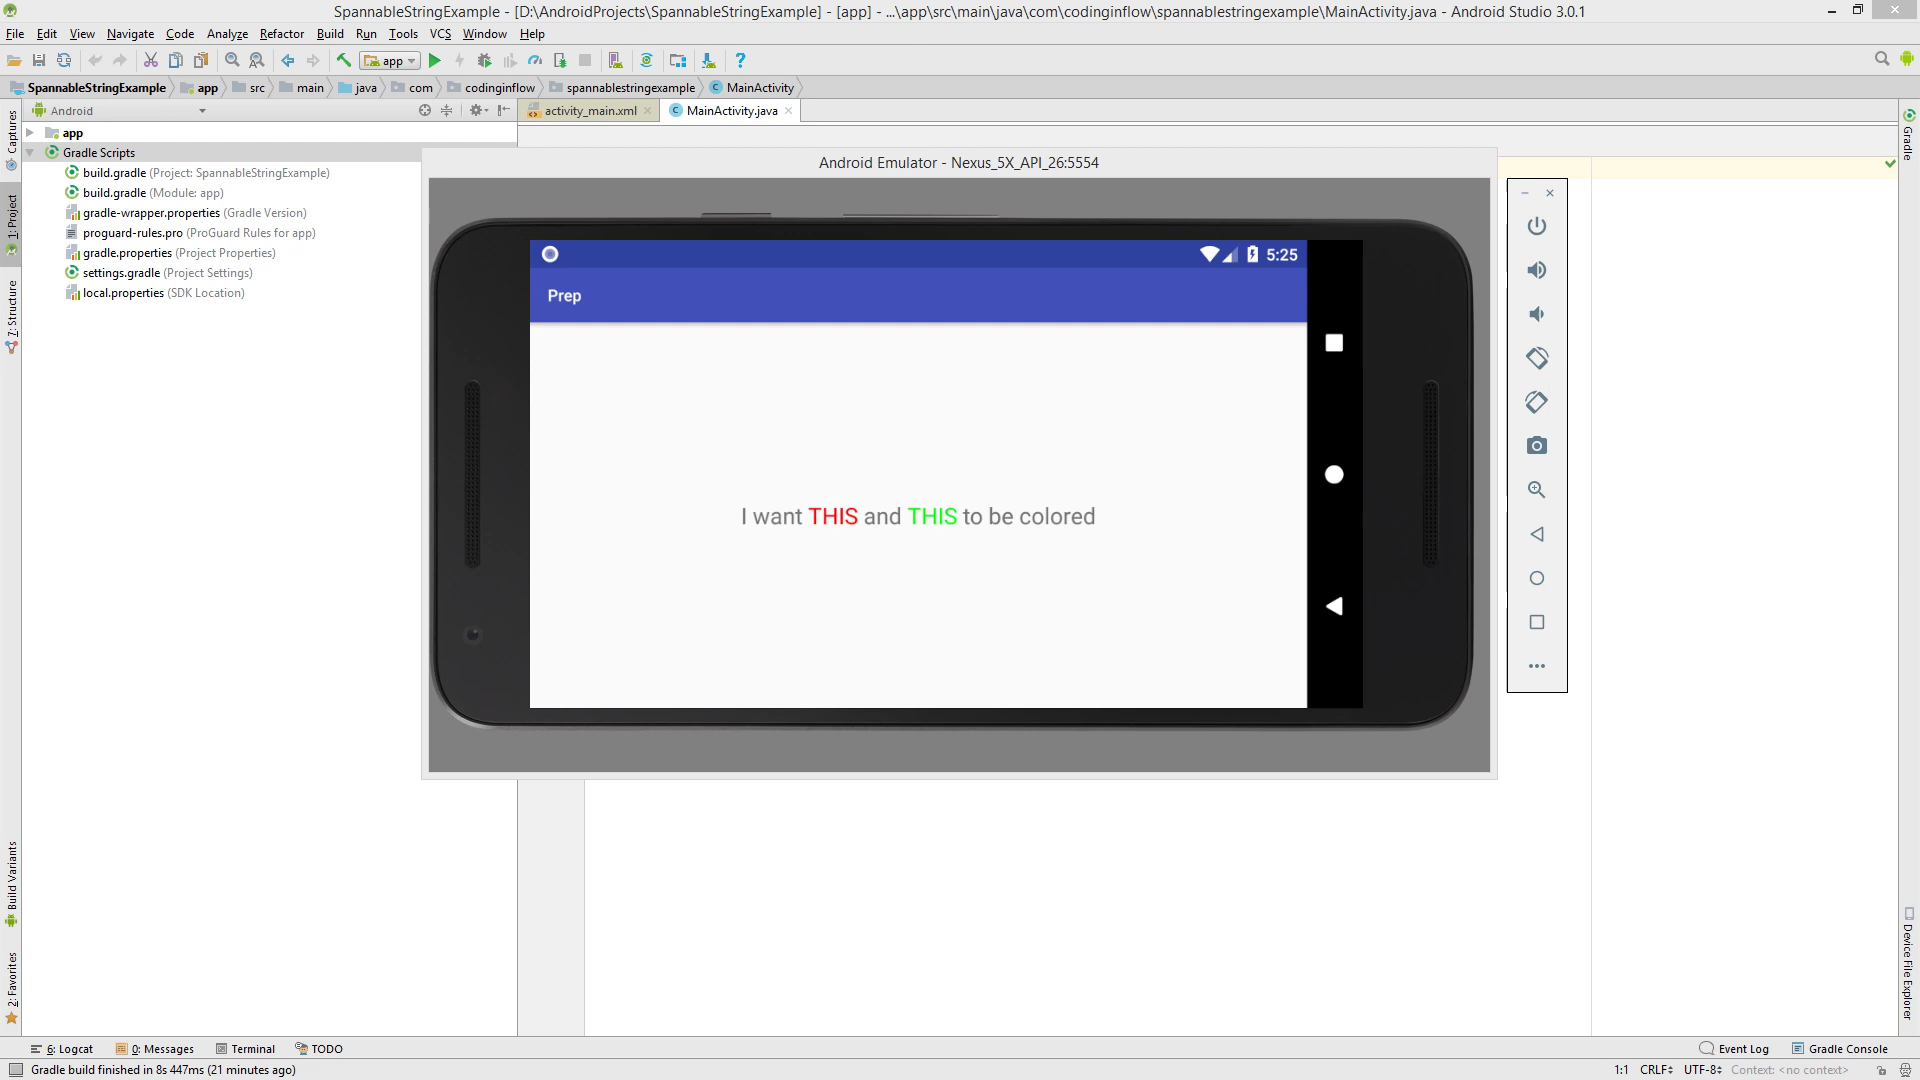 SpannableStringExample - [D:\AndroidProjects\SpannableStringExample] - [app] - ...\app\src\main\java\com\codinginflow\spannablestringexample\MainActivity.java - Android Studio 3.0.1
File Edit View Navigate Code Analyze Refactor Build Run Tools VCS Window Help
app
SpannableStringExample app src main java com codinginflow spannablestringexample MainActivity
Android
activity_main.xml MainActivity.java
app
Gradle Scripts
build.gradle (Project: SpannableStringExample)
build.gradle (Module: app)
gradle-wrapper.properties (Gradle Version)
proguard-rules.pro (ProGuard Rules for app)
gradle.properties (Project Properties)
settings.gradle (Project Settings)
local.properties (SDK Location)
Captures
1: Project
7: Structure
Build Variants
2: Favorites
Android Emulator - Nexus_5X_API_26:5554
5:25
Prep
I want THIS and THIS to be colored
Gradle
Device File Explorer
6: Logcat 0: Messages Terminal TODO Event Log Gradle Console
Gradle build finished in 8s 447ms (21 minutes ago) 1:1 CRLF UTF-8 Context: <no context>